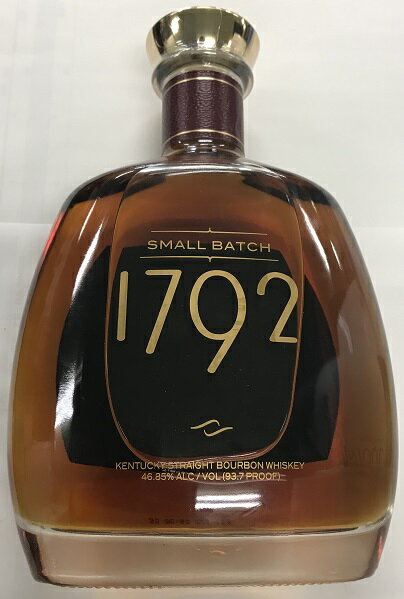 SMALL BATCH
1792
KENTUCKY STRAIGHT BOURBON WHISKEY
46.85% ALC / VOL (93.7 PROOF)